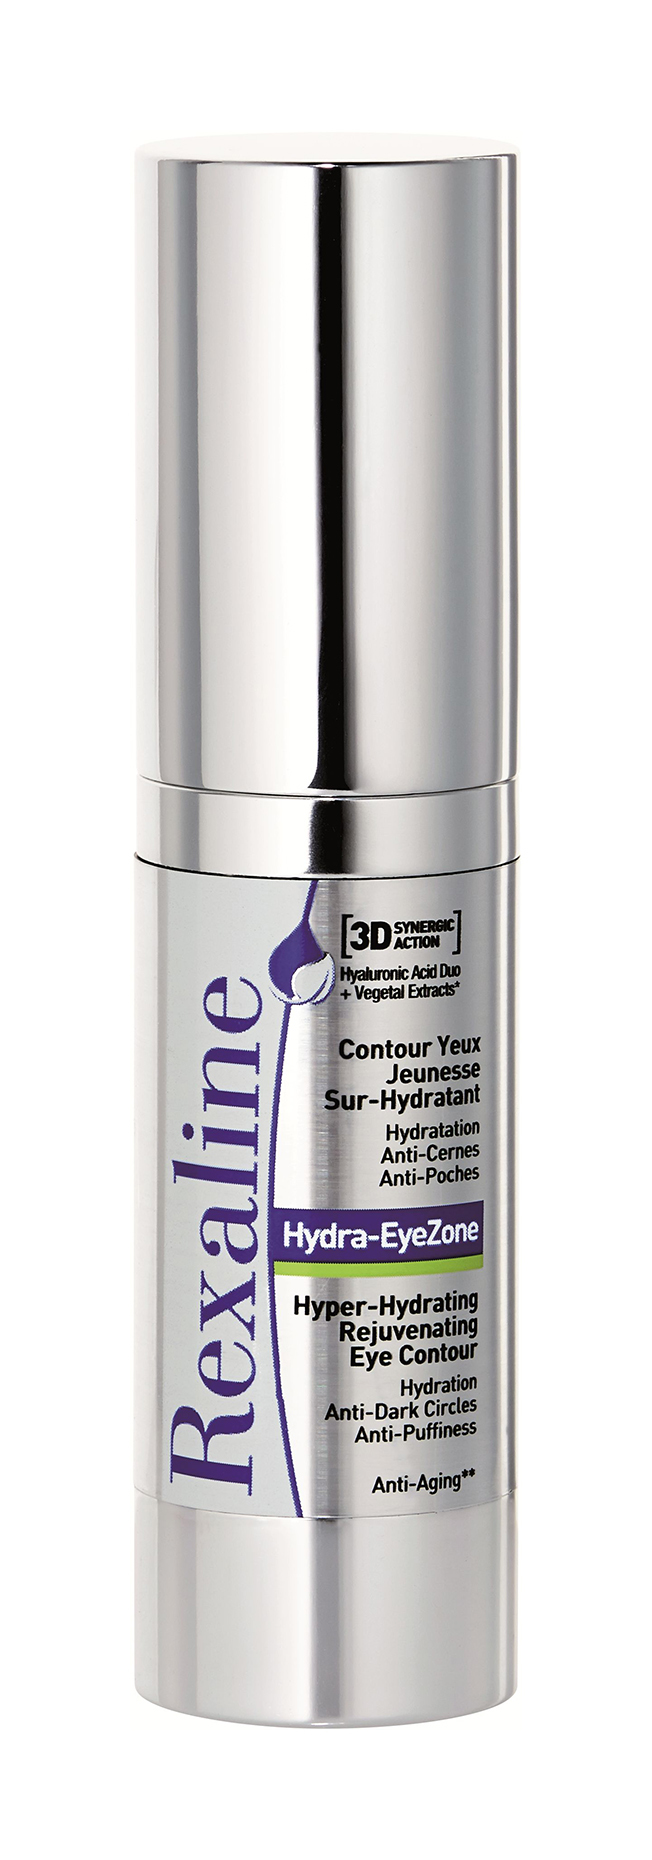 Rexaline
[3D SYNERGIC
ACTION]
Hyaluronic Acid Duo
+ Vegetal Extracts*
Contour Yeux
Jeunesse
Sur-Hydratant
Hydratation
Anti-Cernes
Anti-Poches
Hydra-EyeZone
Hyper-Hydrating
Rejuvenating
Eye Contour
Hydration
Anti-Dark Circles
Anti-Puffiness
Anti-Aging**